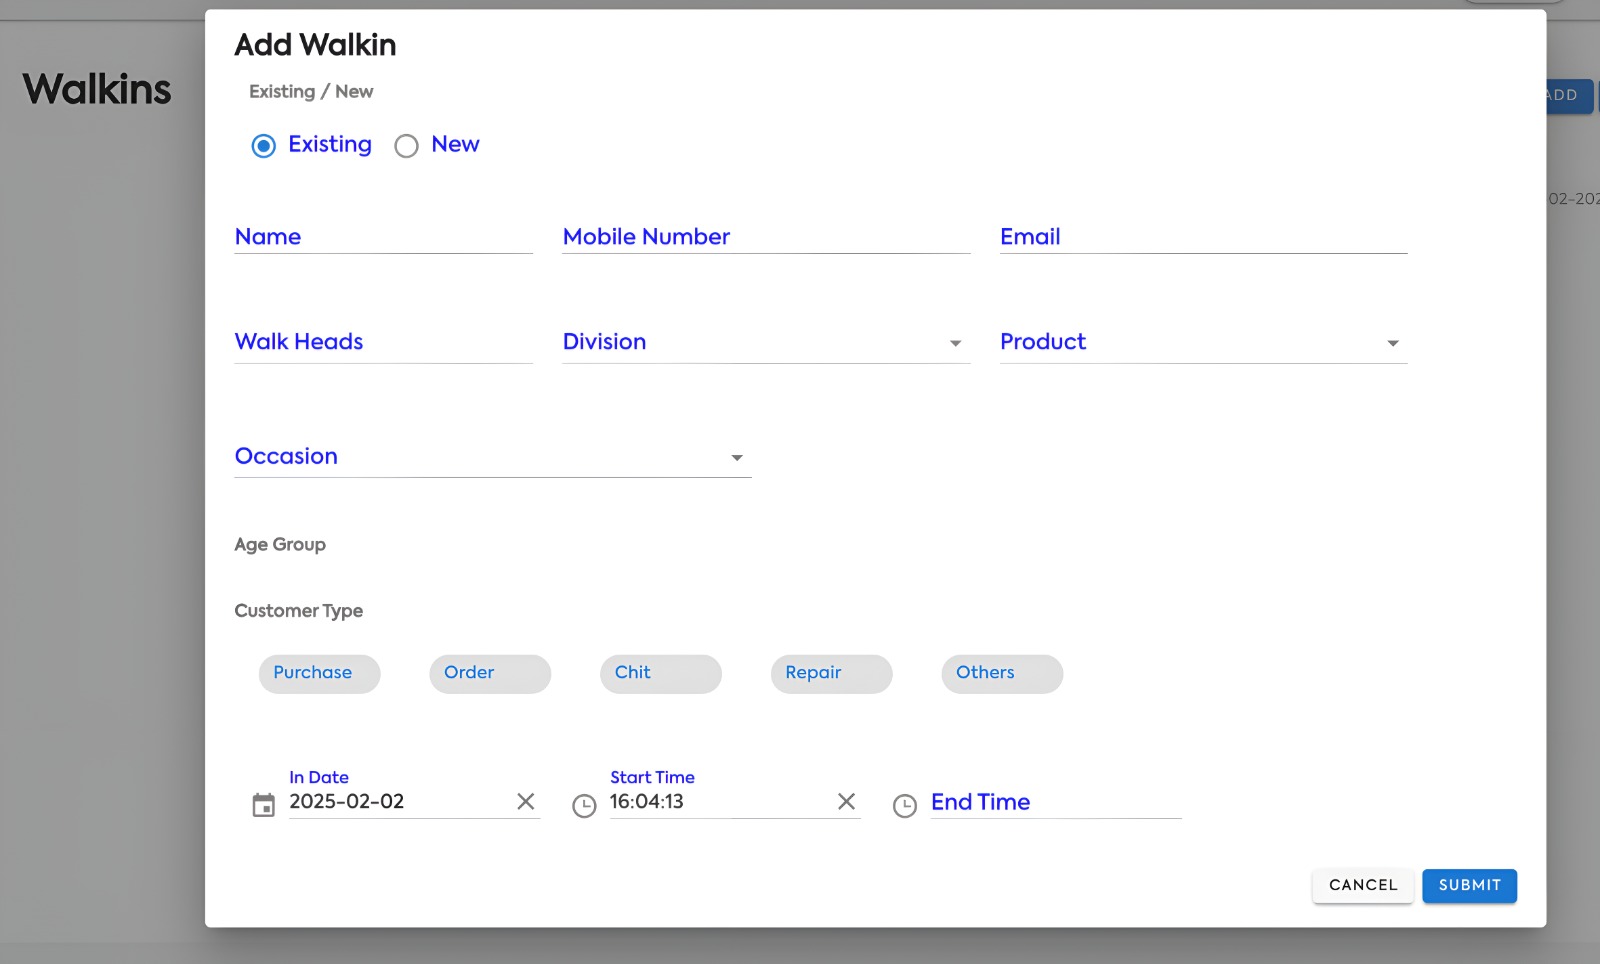 Add Walkin
Walkins
Existing / New
ADD
Existing New
02-202
Name Mobile Number Email
Walk Heads Division Product
Occasion
Age Group
Customer Type
Purchase Order Chit Repair Others
In Date Start Time
2025-02-02 16:04:13 End Time
CANCEL SUBMIT